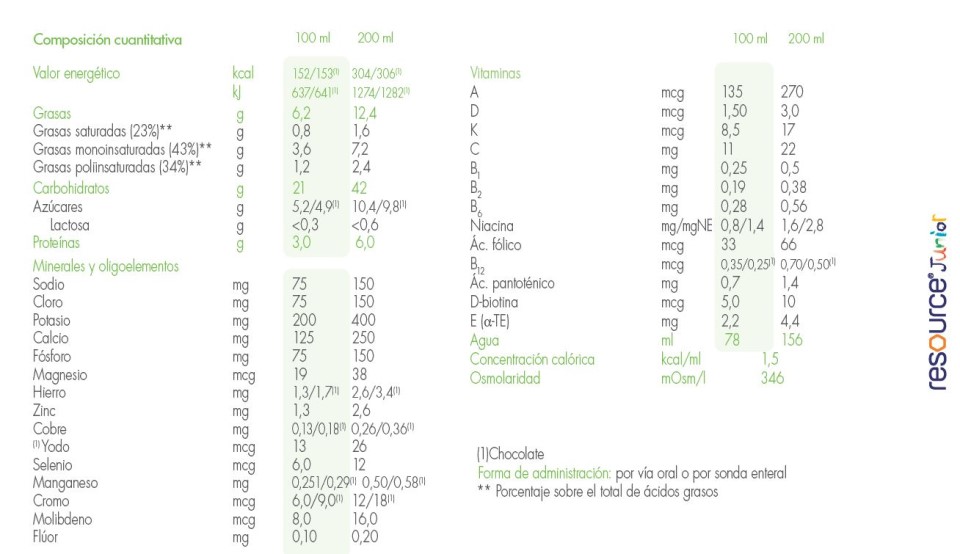 Composición cuantitativa 100 ml 200 ml
Valor energético kcal 152/153(1) 304/306(1)
kJ 637/641(1) 1274/1282(1)
Grasas g 6,2 12,4
Grasas saturadas (23%)** g 0,8 1,6
Grasas monoinsaturadas (43%)** g 3,6 7,2
Grasas poliinsaturadas (34%)** g 1,2 2,4
Carbohidratos g 21 42
Azúcares g 5,2/4,9(1) 10,4/9,8(1)
Lactosa g <0,3 <0,6
Proteínas g 3,0 6,0
Minerales y oligoelementos
Sodio mg 75 150
Cloro mg 75 150
Potasio mg 200 400
Calcio mg 125 250
Fósforo mg 75 150
Magnesio mcg 19 38
Hierro mg 1,3/1,7(1) 2,6/3,4(1)
Zinc mg 1,3 2,6
Cobre mg 0,13/0,18(1) 0,26/0,36(1)
(1) Yodo mcg 13 26
Selenio mcg 6,0 12
Manganeso mcg 0,251/0,29(1) 0,50/0,58(1)
Cromo mcg 6,0/9,0(1) 12/18(1)
Molibdeno mcg 8,0 16,0
Flúor mg 0,10 0,20
100 ml 200 ml
Vitaminas
A mcg 135 270
D mcg 1,50 3,0
K mcg 8,5 17
C mg 11 22
B1 mg 0,25 0,5
B2 mg 0,19 0,38
B6 mg 0,28 0,56
Niacina mg/mgNE 0,8/1,4 1,6/2,8
Ác. fólico mcg 33 66
B12 mcg 0,35/0,25(1) 0,70/0,50(1)
Ác. pantoténico mg 0,7 1,4
D-biotina mcg 5,0 10
E (α-TE) mg 2,2 4,4
Agua ml 78 156
Concentración calórica kcal/ml 1,5
Osmolaridad mOsm/l 346
(1)Chocolate
Forma de administración: por vía oral o por sonda enteral
** Porcentaje sobre el total de ácidos grasos
resource® Junior